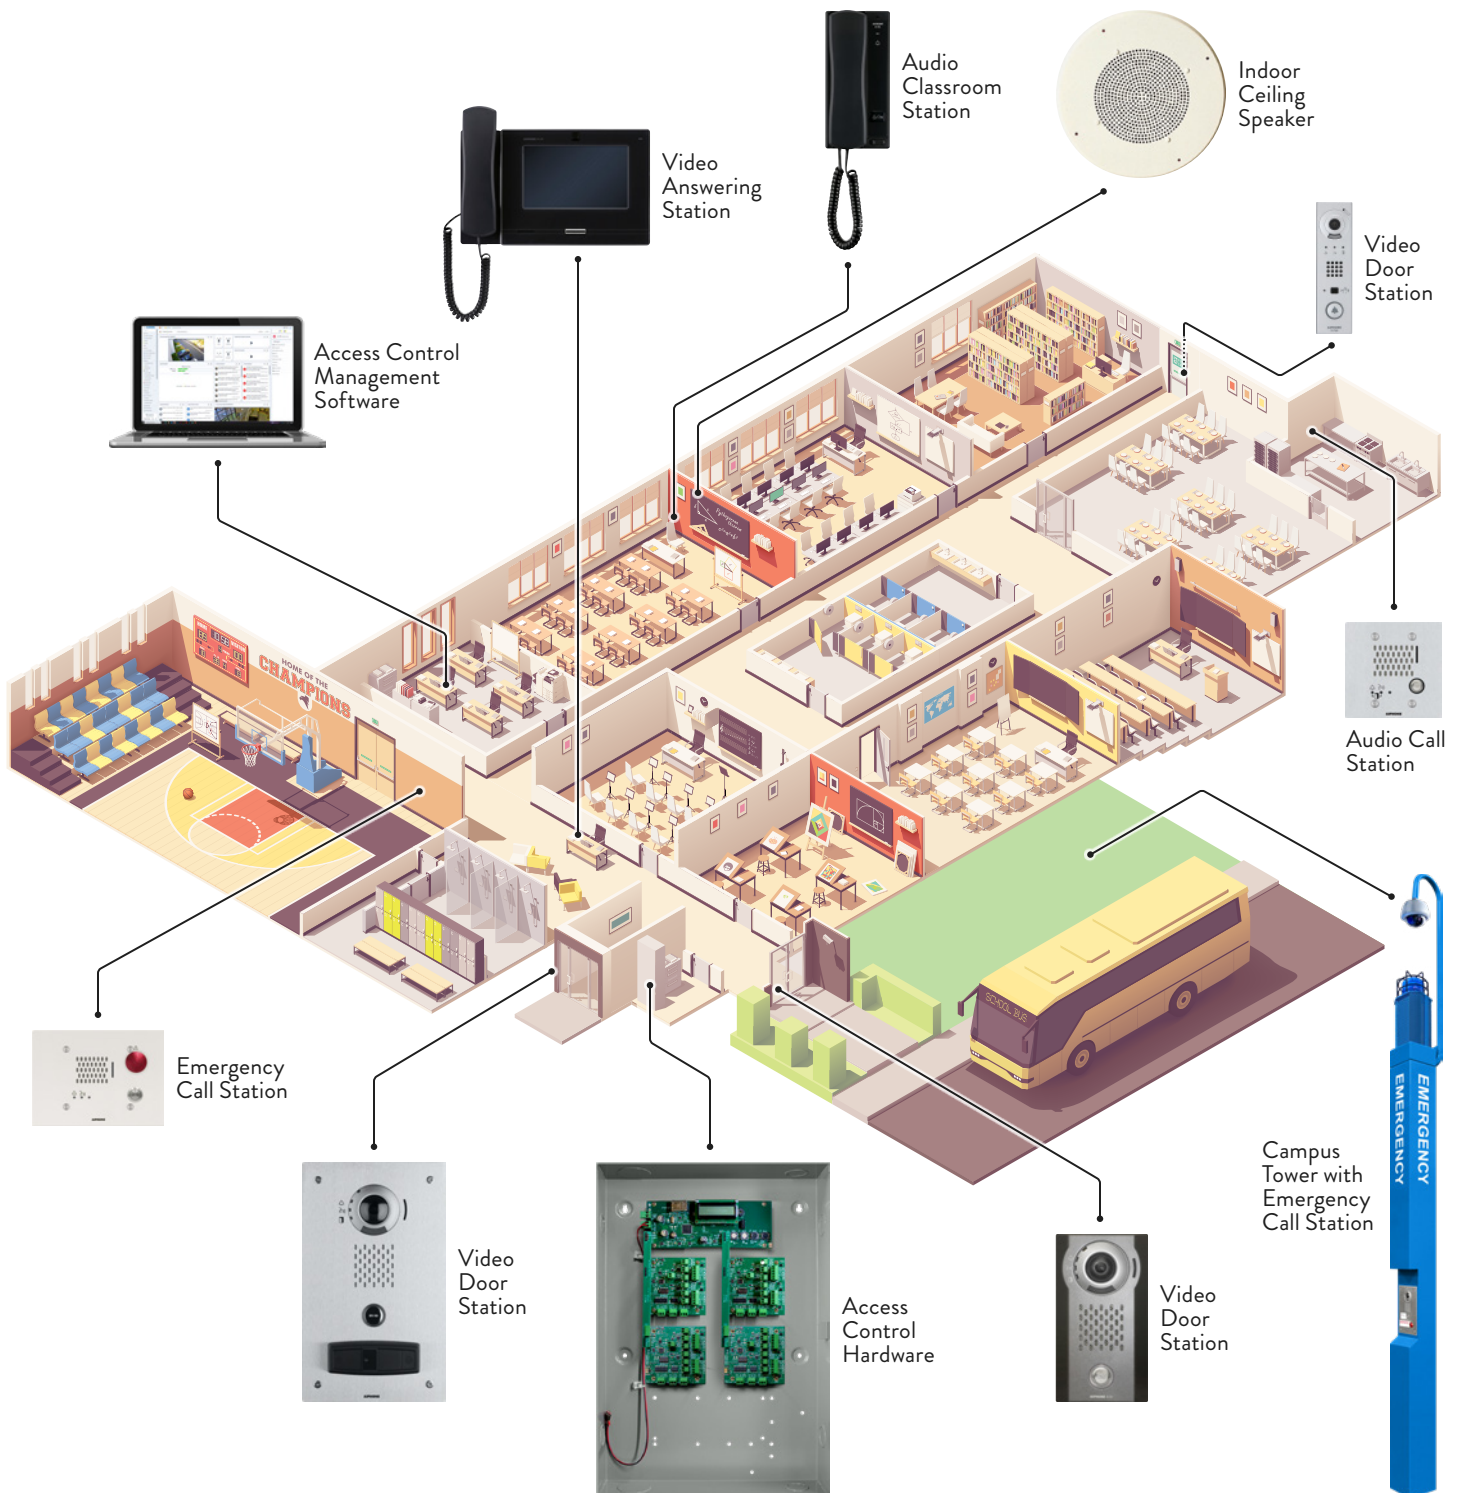 Audio
Classroom
Station
Indoor
Ceiling
Speaker
Video
Answering
Station
Video
Door
Station
Access Control
Management
Software
HOME OF THE
CHAMPIONS
Audio Call
Station
SCHOOL BUS
Emergency
Call Station
EMERGENCY
EMERGENCY
Campus
Tower with
Emergency
Call Station
Video
Door
Station
Access
Control
Hardware
Video
Door
Station